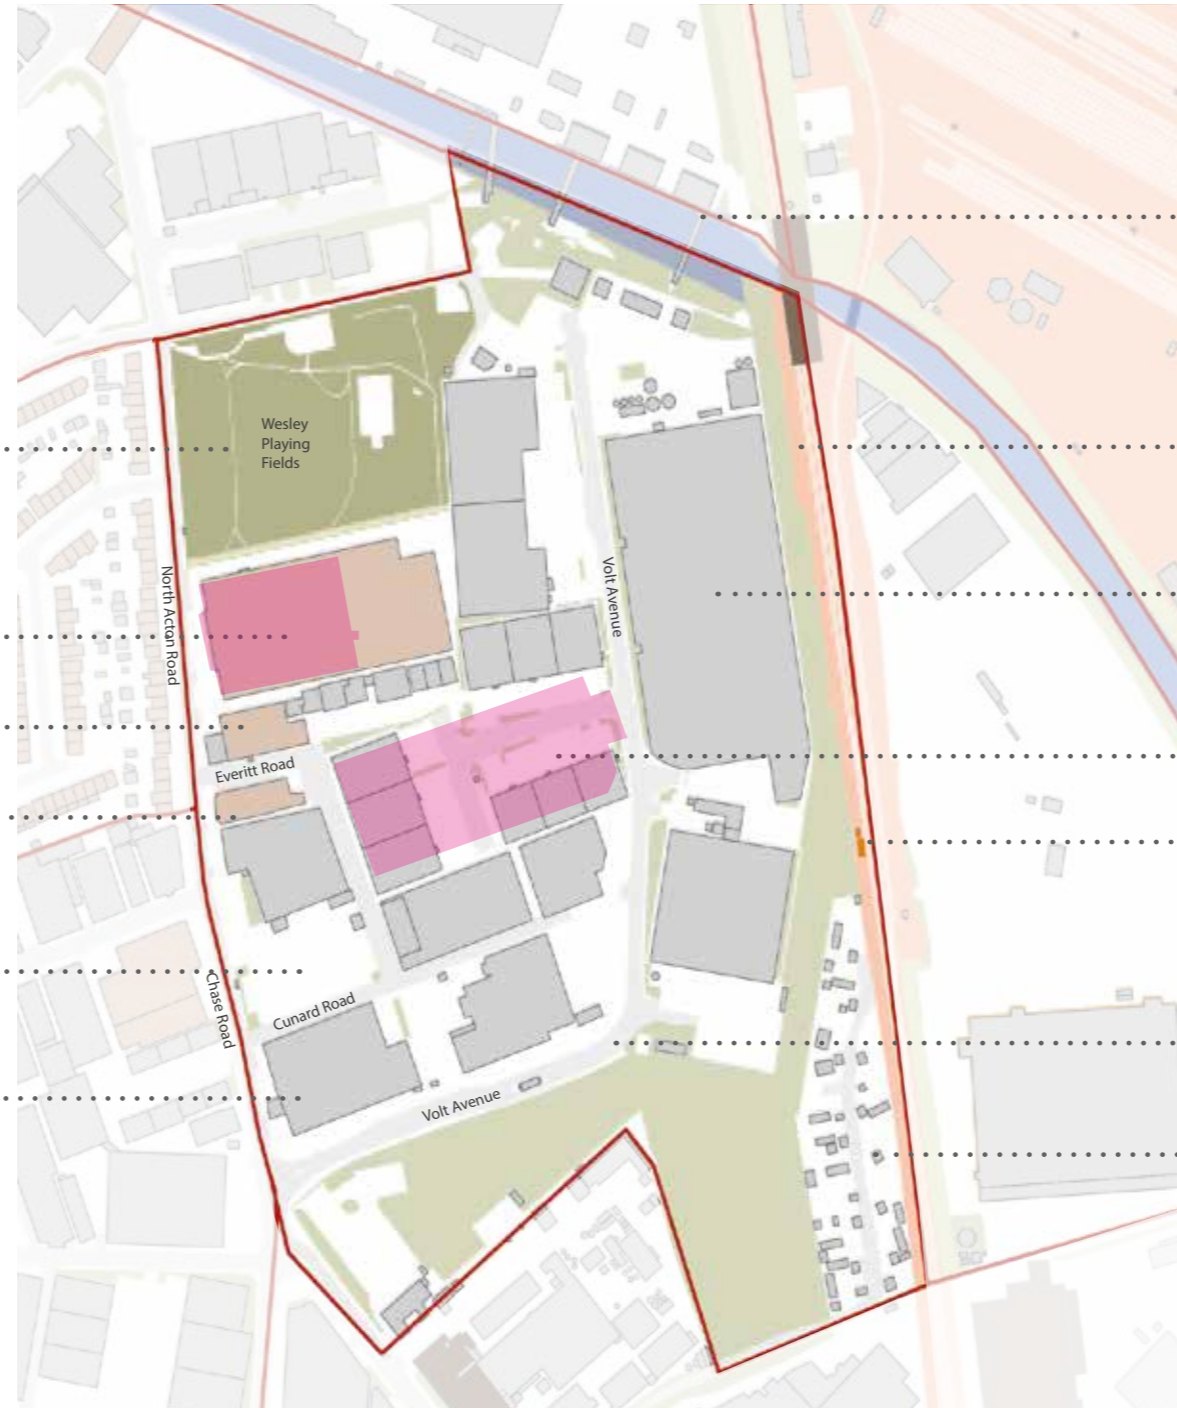 Wesley
Playing
Fields
North Acton Road
Volt Avenue
Everitt Road
Chase Road
Cunard Road
Volt Avenue